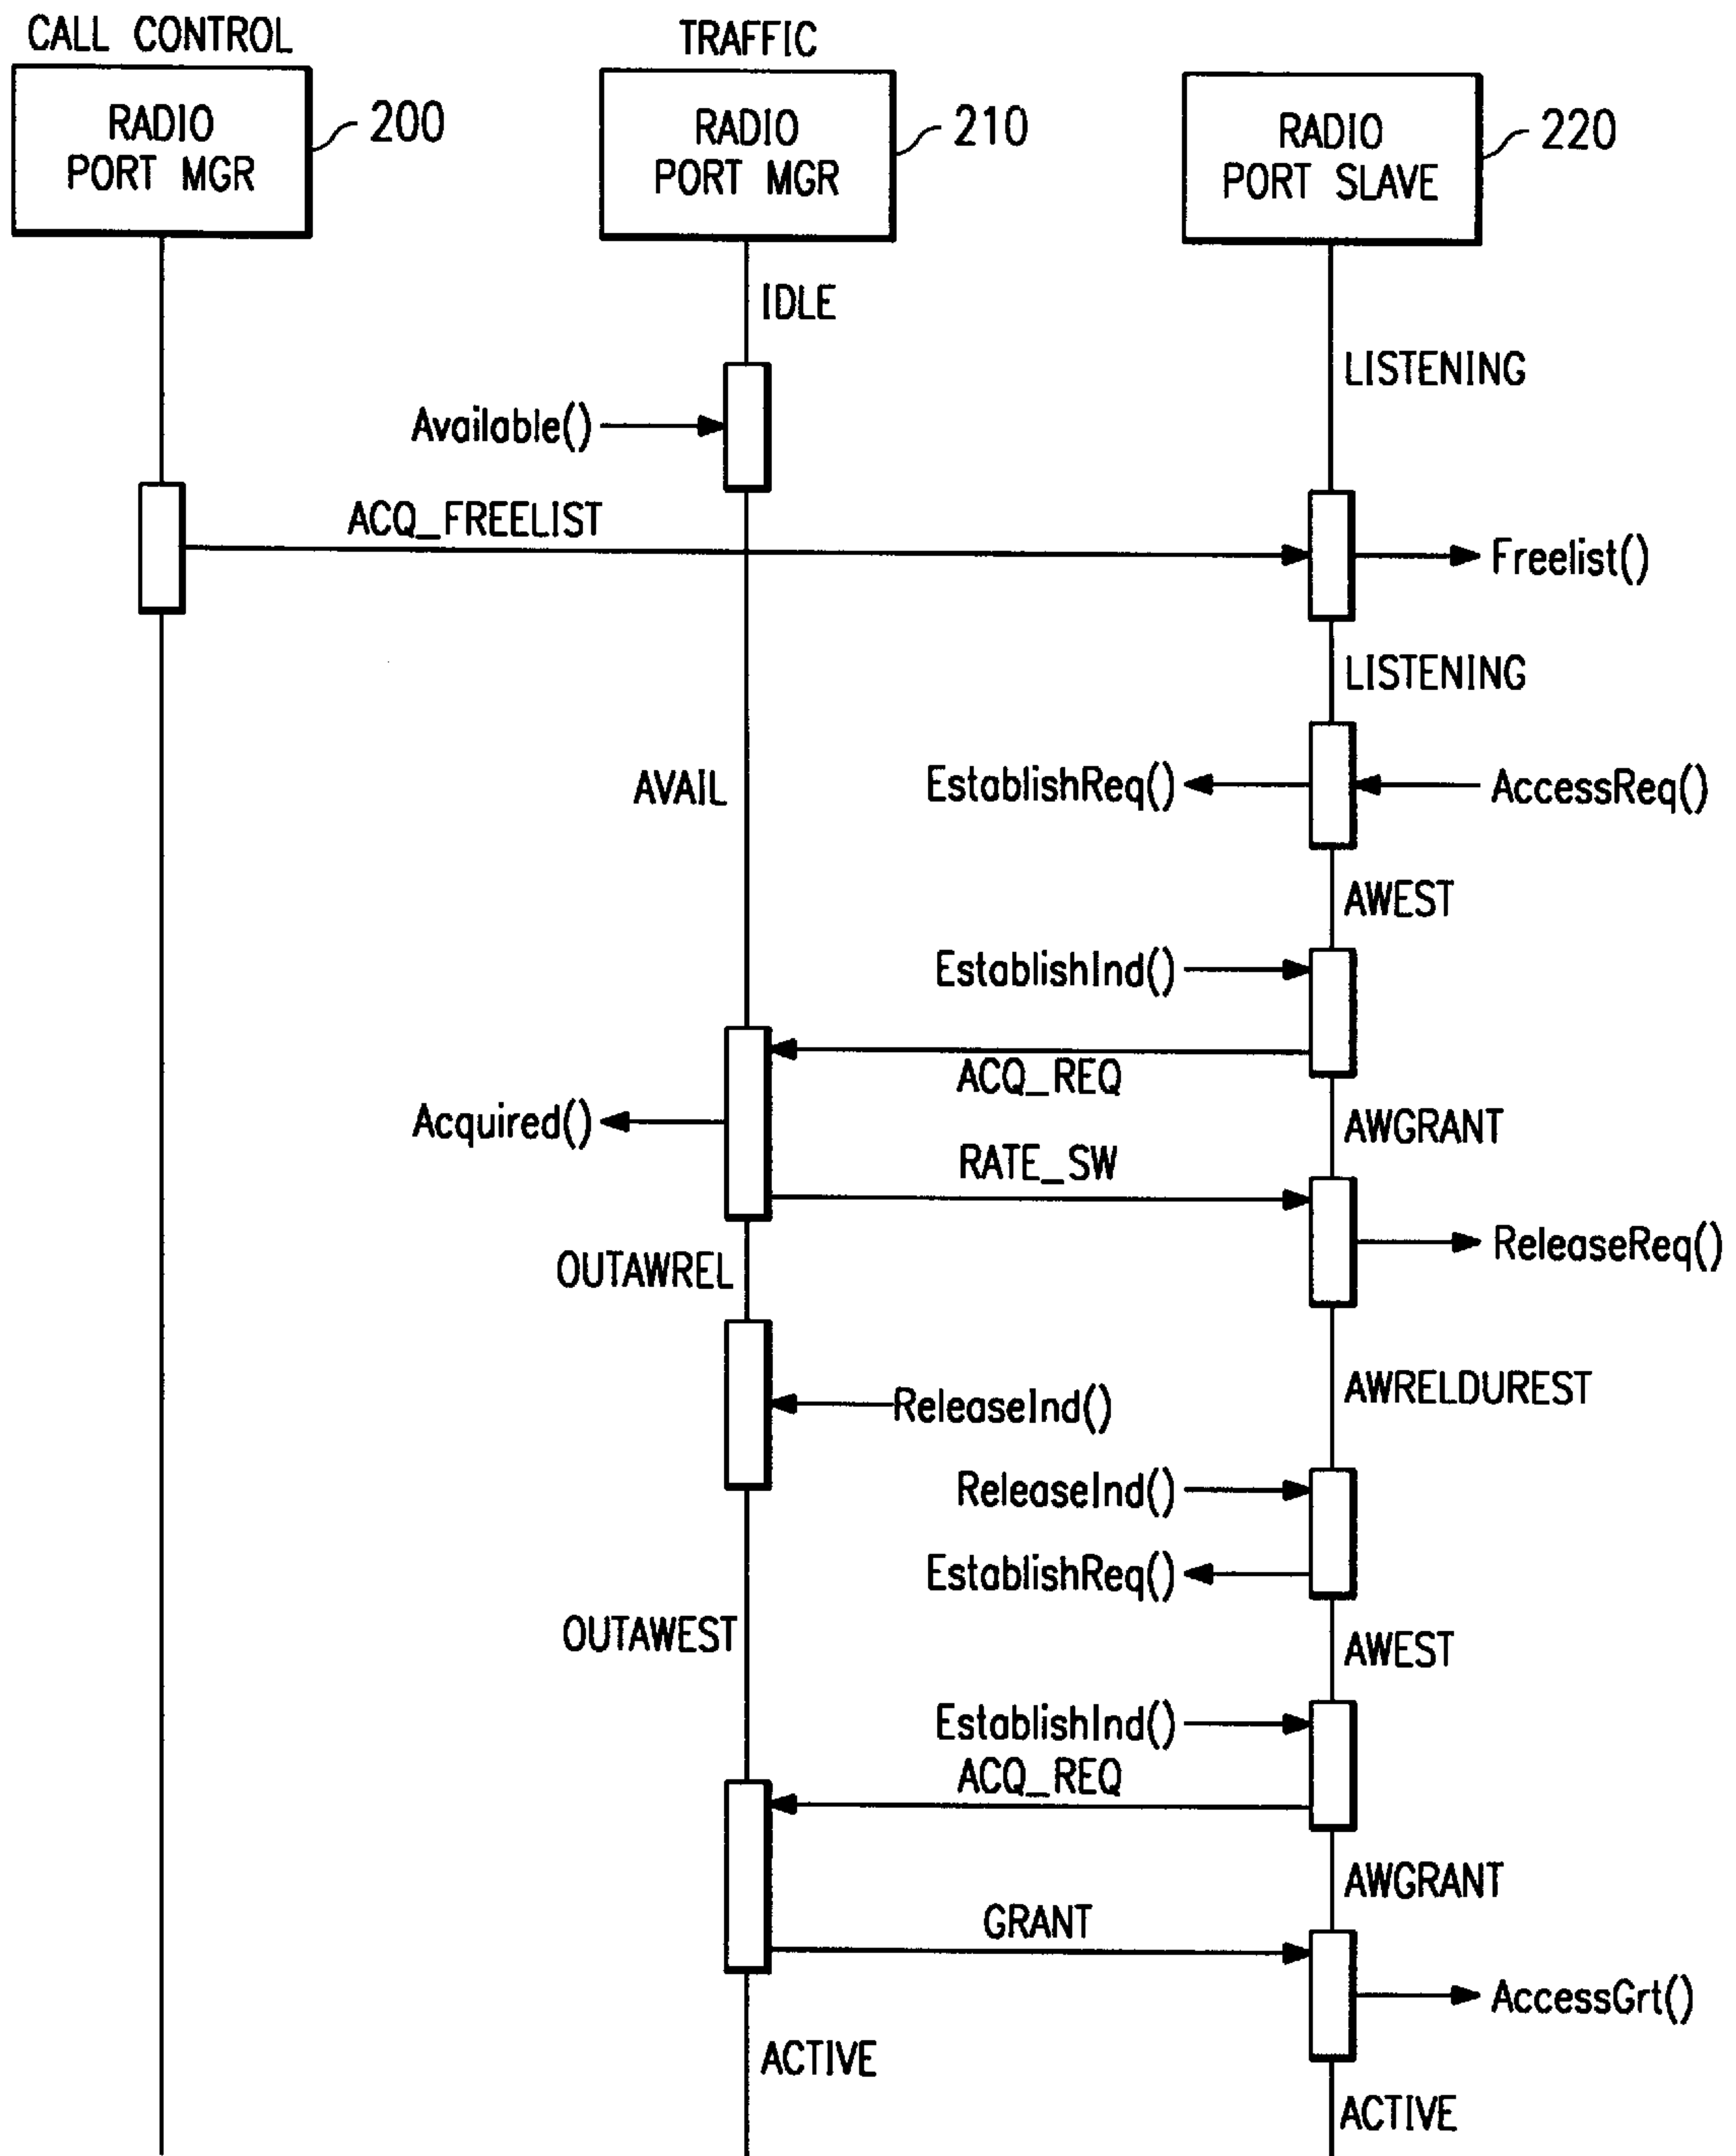 CALL CONTROL
TRAFFIC
RADIO
PORT MGR
200
RADIO
PORT MGR
210
RADIO
PORT SLAVE
220
IDLE
LISTENING
Available()
ACQ_FREELIST
Freelist()
LISTENING
AVAIL
EstablishReq()
AccessReq()
AWEST
EstablishInd()
ACQ_REQ
Acquired()
AWGRANT
RATE_SW
ReleaseReq()
OUTAWREL
AWRELDUREST
ReleaseInd()
ReleaseInd()
EstablishReq()
OUTAWEST
AWEST
EstablishInd()
ACQ_REQ
AWGRANT
GRANT
AccessGrt()
ACTIVE
ACTIVE